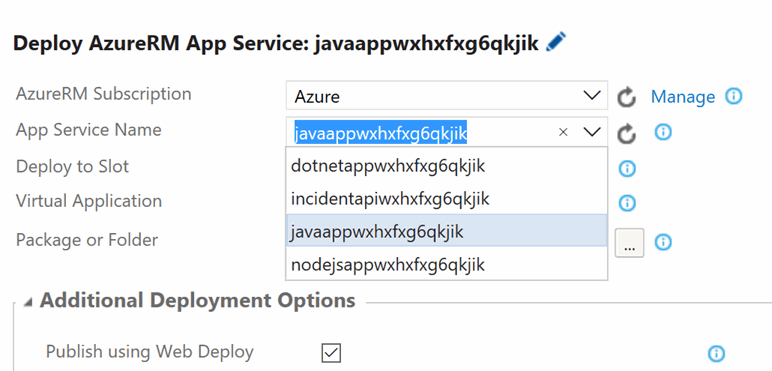 Deploy AzureRM App Service: javaappwxhxfxg6qkjik
AzureRM Subscription Azure Manage
App Service Name javaappwxhxfxg6qkjik
Deploy to Slot dotnetappwxhxfxg6qkjik
Virtual Application incidentapiwxhxfxg6qkjik
javaappwxhxfxg6qkjik
Package or Folder ...
nodejsappwxhxfxg6qkjik
Additional Deployment Options
Publish using Web Deploy